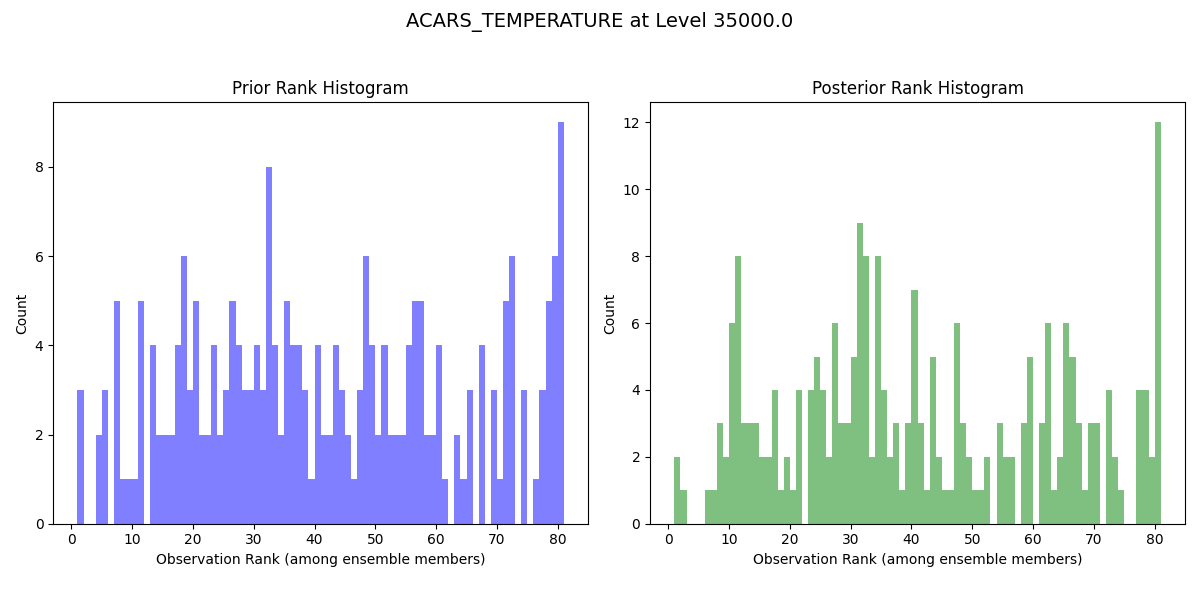 ACARS_TEMPERATURE at Level 35000.0
Prior Rank Histogram
Count
8
6
4
2
0
0 10 20 30 40 50 60 70 80
Observation Rank (among ensemble members)
Posterior Rank Histogram
Count
12
10
8
6
4
2
0
0 10 20 30 40 50 60 70 80
Observation Rank (among ensemble members)